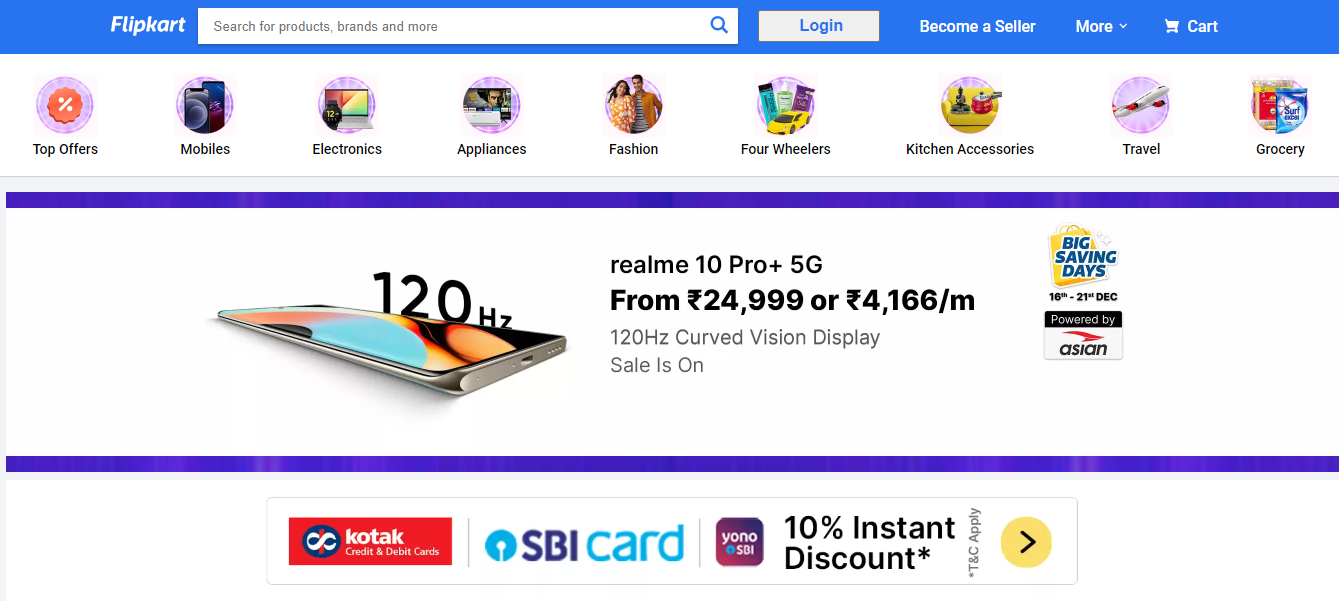 Flipkart
Search for products, brands and more
Login
Become a Seller
More
Cart
Top Offers
Mobiles
Electronics
Appliances
Fashion
Four Wheelers
Kitchen Accessories
Travel
Grocery
Surf
excel
120Hz
realme 10 Pro+ 5G
From ₹24,999 or ₹4,166/m
120Hz Curved Vision Display
Sale Is On
BIG
SAVING
DAYS
16th - 21st DEC
Powered by
asian
kotak
Credit & Debit Cards
SBI card
yono
SBI
10% Instant
Discount*
*T&C Apply